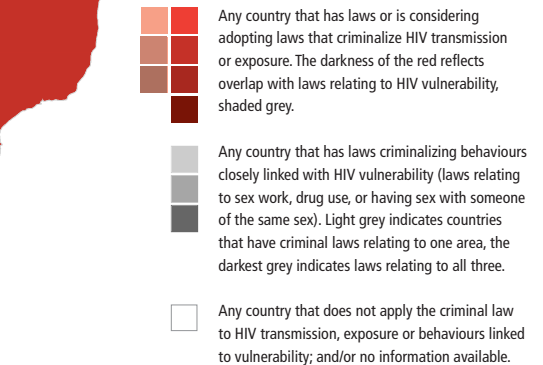 Any country that has laws or is considering
adopting laws that criminalize HIV transmission
or exposure. The darkness of the red reflects
overlap with laws relating to HIV vulnerability,
shaded grey.
Any country that has laws criminalizing behaviours
closely linked with HIV vulnerability (laws relating
to sex work, drug use, or having sex with someone
of the same sex). Light grey indicates countries
that have criminal laws relating to one area, the
darkest grey indicates laws relating to all three.
Any country that does not apply the criminal law
to HIV transmission, exposure or behaviours linked
to vulnerability; and/or no information available.